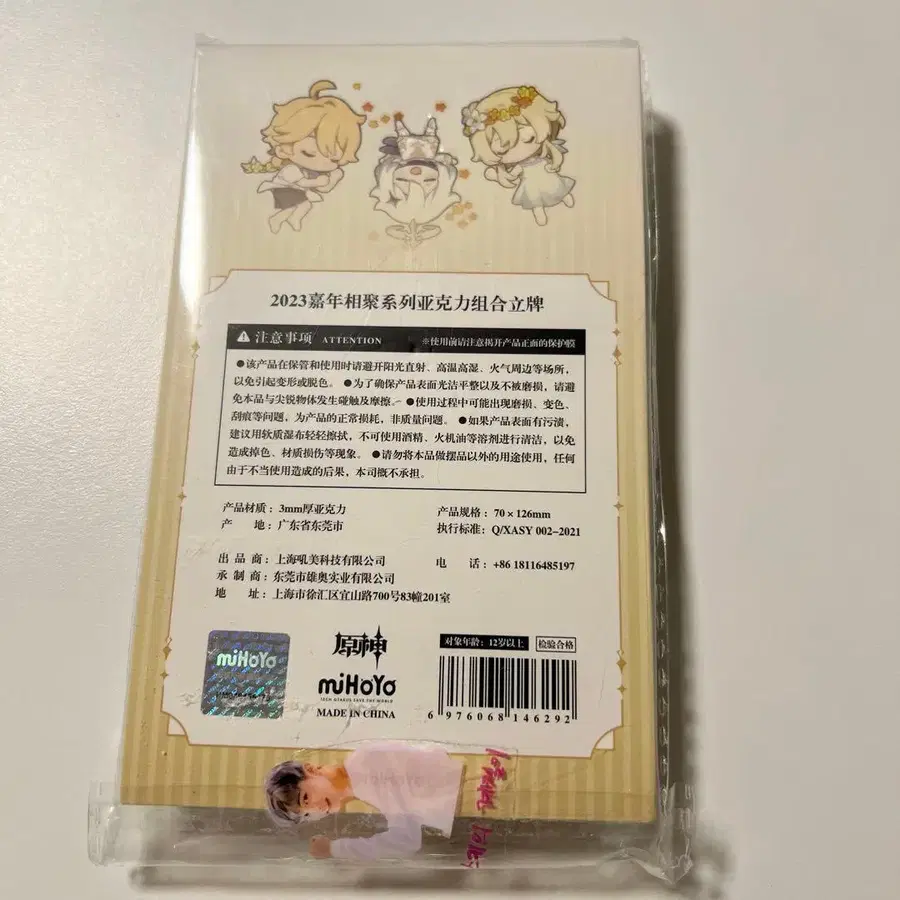 2023嘉年相聚系列亚克力组合立牌
注意事项 ATTENTION ※使用前请注意揭开产品正面的保护膜
●该产品在保管和使用时请避开阳光直射、高温高湿、火气周边等场所,
以免引起变形或脱色。 ●为了确保产品表面光洁平整以及不被磨损, 请避
免本品与尖锐物体发生碰触及摩擦。 ●使用过程中可能出现磨损、变色、
刮痕等问题, 为产品的正常损耗, 非质量问题。 ●如果产品表面有污渍,
建议用软质湿布轻轻擦拭, 不可使用酒精、火机油等溶剂进行清洁, 以免
造成掉色、材质损伤等现象。 ●请勿将本品做摆品以外的用途使用, 任何
由于不当使用造成的后果, 本司概不承担。
产品材质: 3mm厚亚克力 产品规格: 70×126mm
产 地: 广东省东莞市 执行标准: Q/XASY 002-2021
出 品 商: 上海吼美科技有限公司 电 话: +86 18116485197
承 制 商: 东莞市雄奥实业有限公司
地 址: 上海市徐汇区宜山路700号83幢201室
miHoYo
原神
miHoYo
TECH OTAKUS SAVE THE WORLD
MADE IN CHINA
对象年龄: 12岁以上 检验合格
6 976068 146292
miHoYo